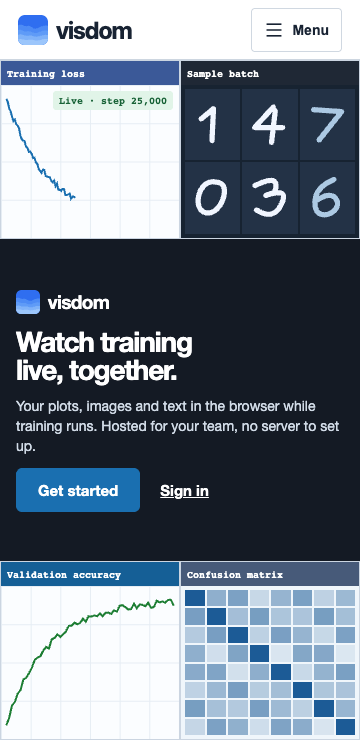 visdom
Menu
Training loss
Sample batch
Live · step 25,000
1 4 7
0 3 6
visdom
Watch training
live, together.
Your plots, images and text in the browser while
training runs. Hosted for your team, no server to set
up.
Get started
Sign in
Validation accuracy
Confusion matrix